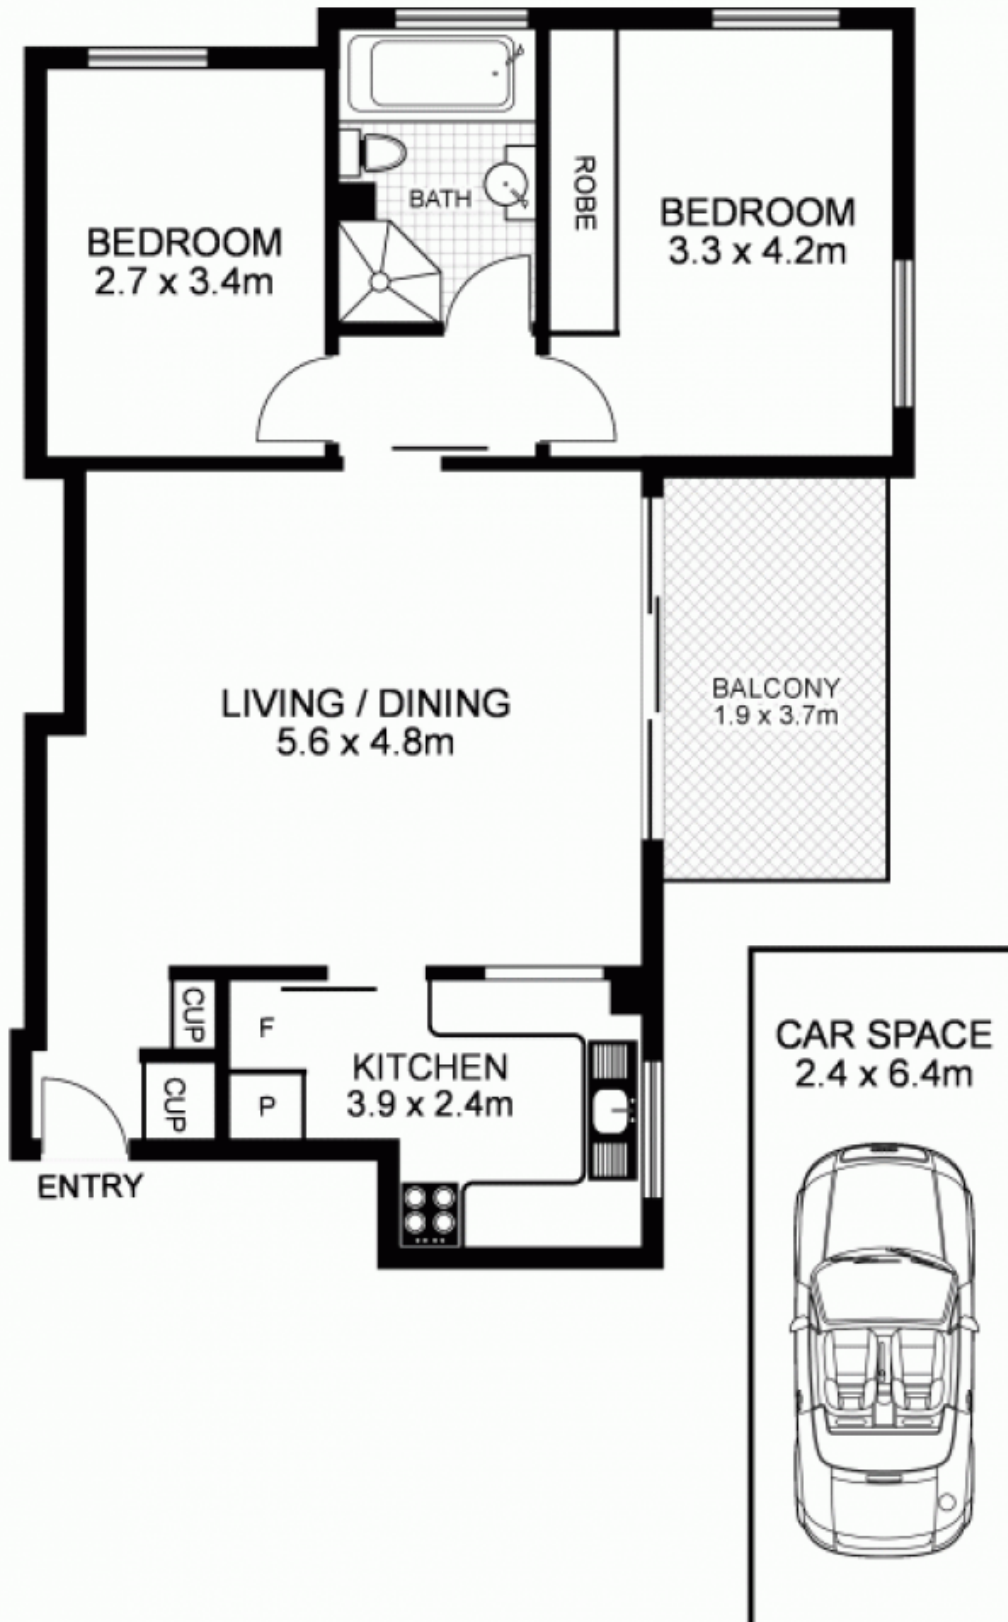 BATH
ROBE
BEDROOM
3.3 x 4.2m
BEDROOM
2.7 x 3.4m
LIVING / DINING
5.6 x 4.8m
BALCONY
1.9 x 3.7m
CUP
F
KITCHEN
3.9 x 2.4m
CUP
P
ENTRY
CAR SPACE
2.4 x 6.4m